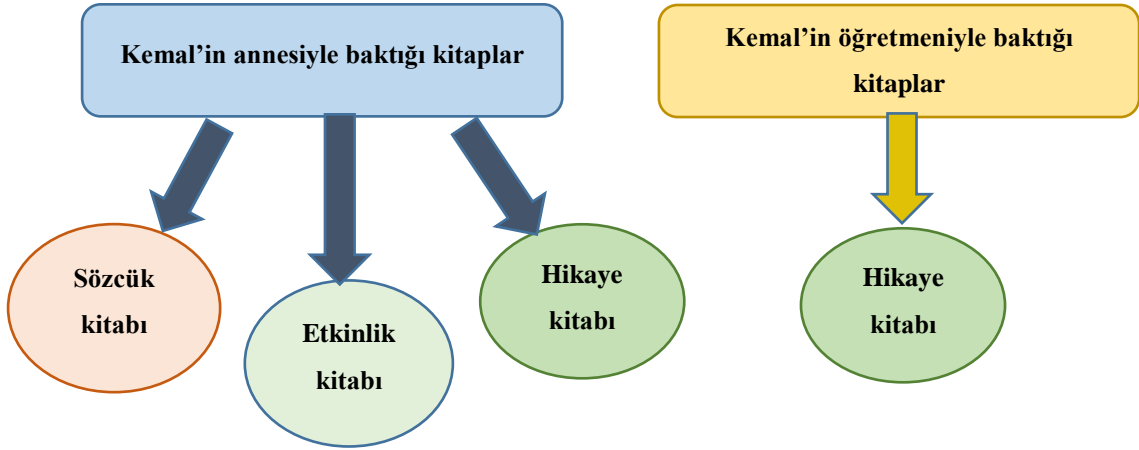 Kemal’in annesiyle baktığı kitaplar
Kemal’in öğretmeniyle baktığı
kitaplar
Sözcük
kitabı
Etkinlik
kitabı
Hikaye
kitabı
Hikaye
kitabı